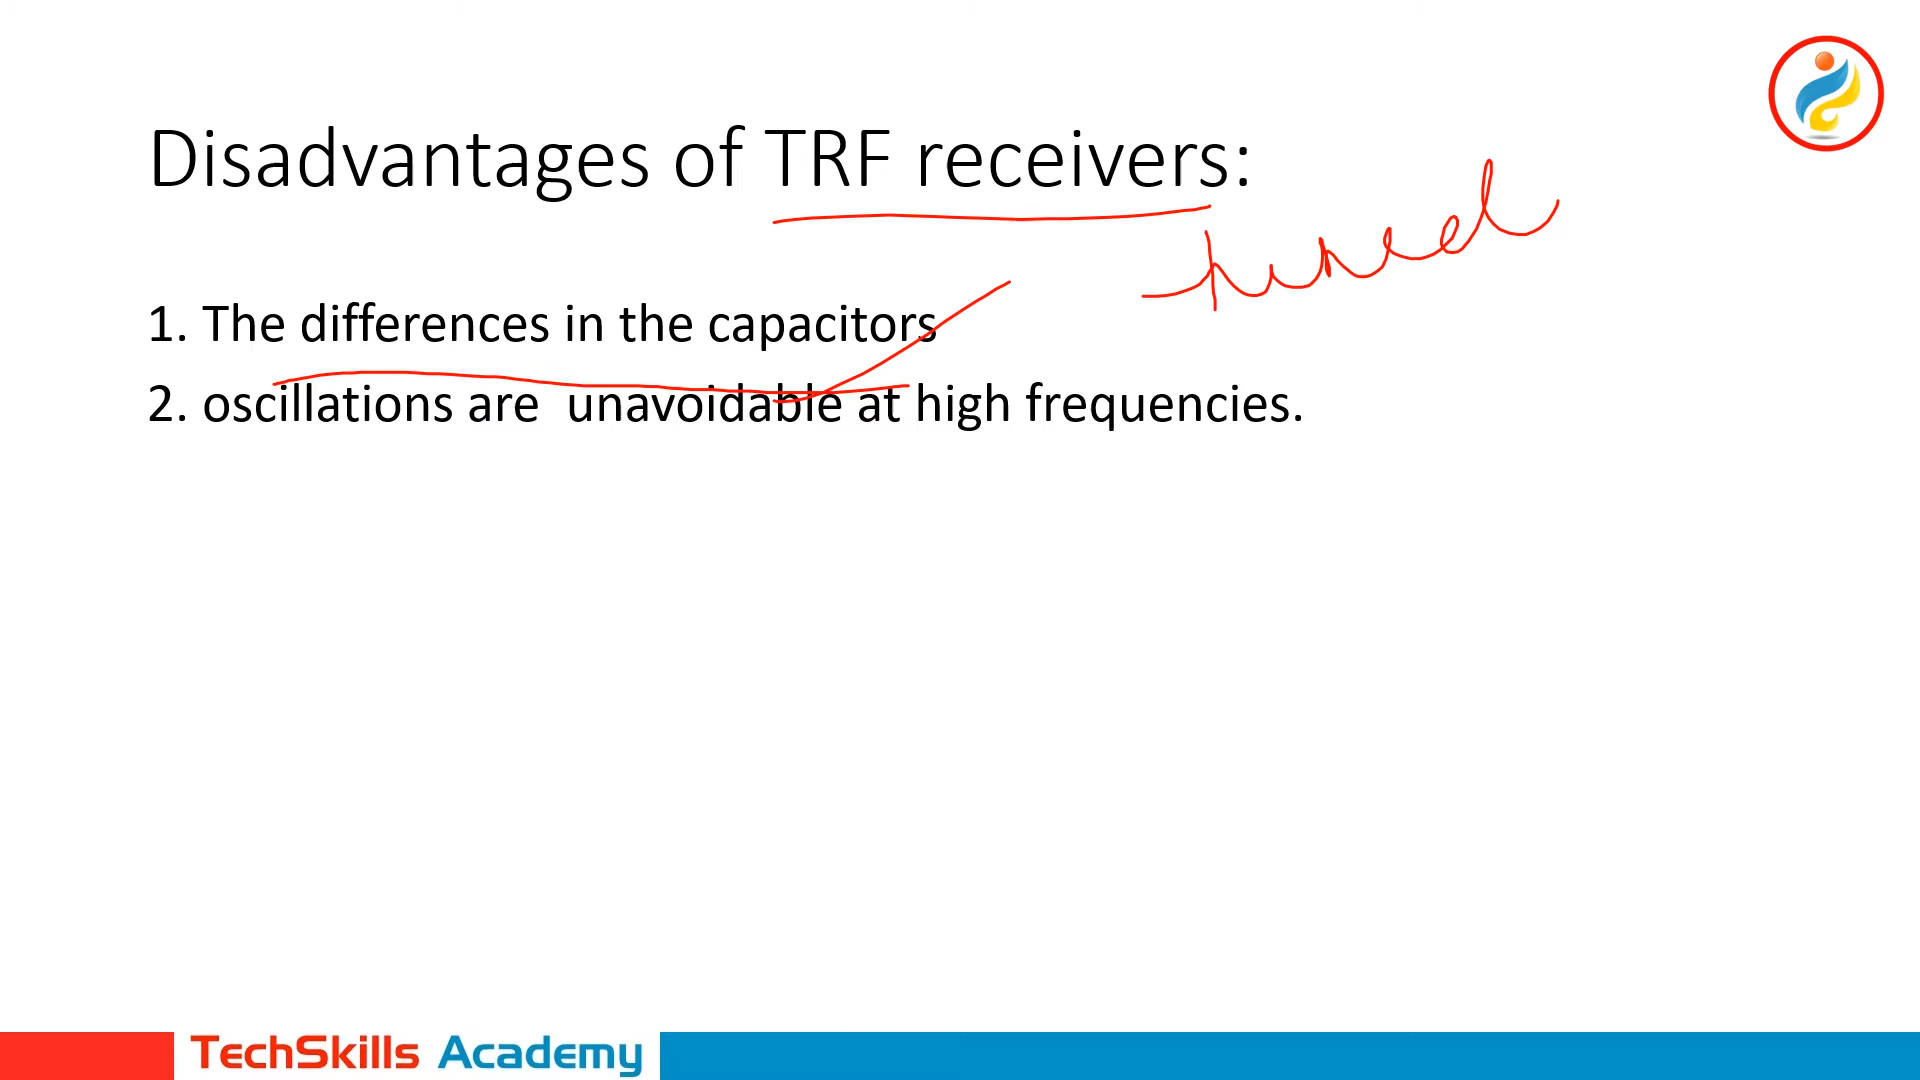 Disadvantages of TRF receivers:
tuned
1. The differences in the capacitors
2. oscillations are unavoidable at high frequencies.
TechSkills Academy